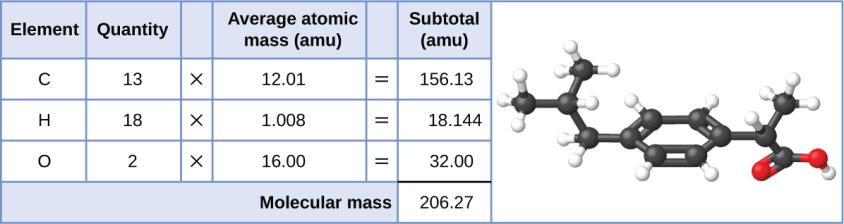 Element Quantity Average atomic mass (amu) Subtotal (amu)
C 13 × 12.01 = 156.13
H 18 × 1.008 = 18.144
O 2 × 16.00 = 32.00
Molecular mass 206.27